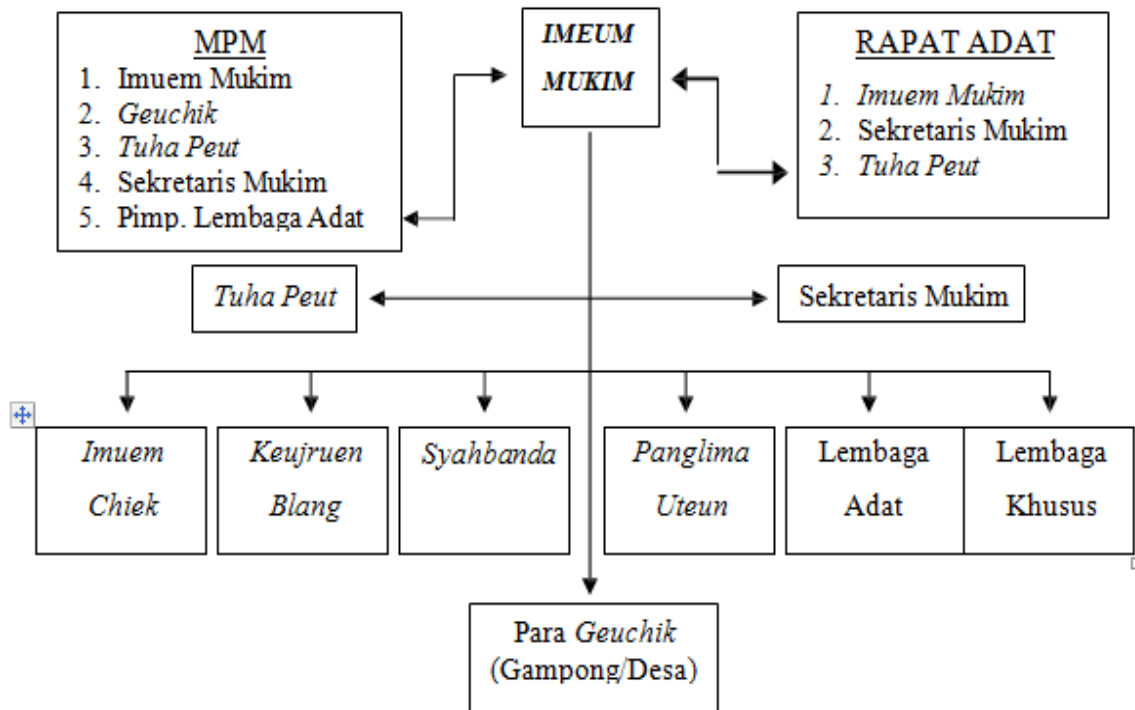 MPM
1. Imuem Mukim
2. Geuchik
3. Tuha Peut
4. Sekretaris Mukim
5. Pimp. Lembaga Adat
IMEUM
MUKIM
RAPAT ADAT
1. Imuem Mukim
2. Sekretaris Mukim
3. Tuha Peut
Tuha Peut
Sekretaris Mukim
Imuem
Chiek
Keujruen
Blang
Syahbanda
Panglima
Uteun
Lembaga
Adat
Lembaga
Khusus
Para Geuchik
(Gampong/Desa)